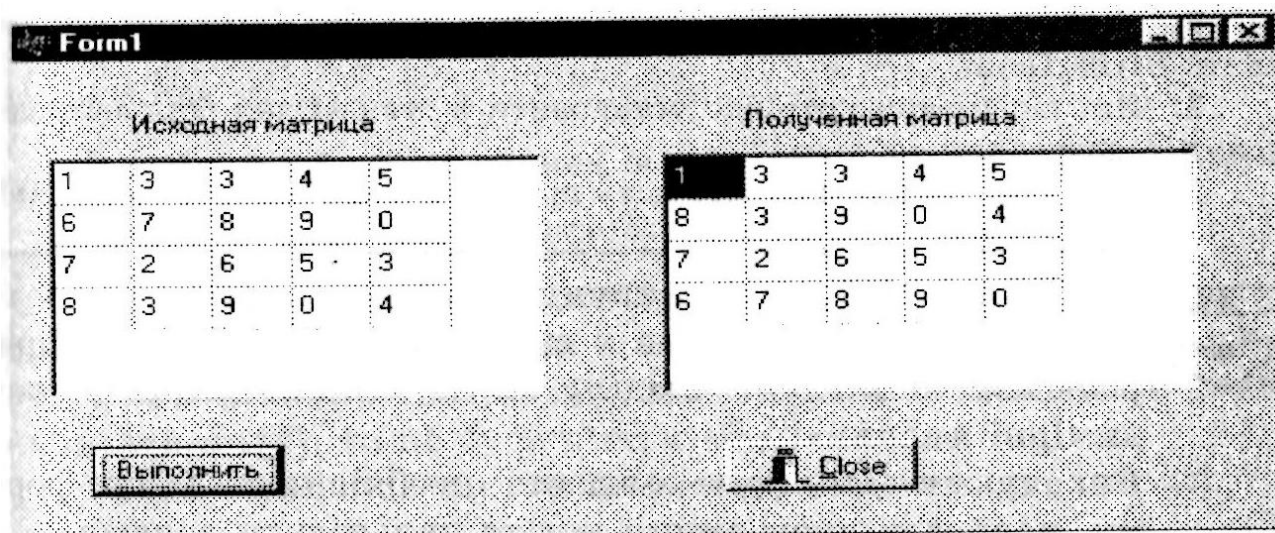 Form1
Исходная матрица
Полученная матрица
1 3 3 4 5
6 7 8 9 0
7 2 6 5 3
8 3 9 0 4
1 3 3 4 5
8 3 9 0 4
7 2 6 5 3
6 7 8 9 0
Выполнить
Close